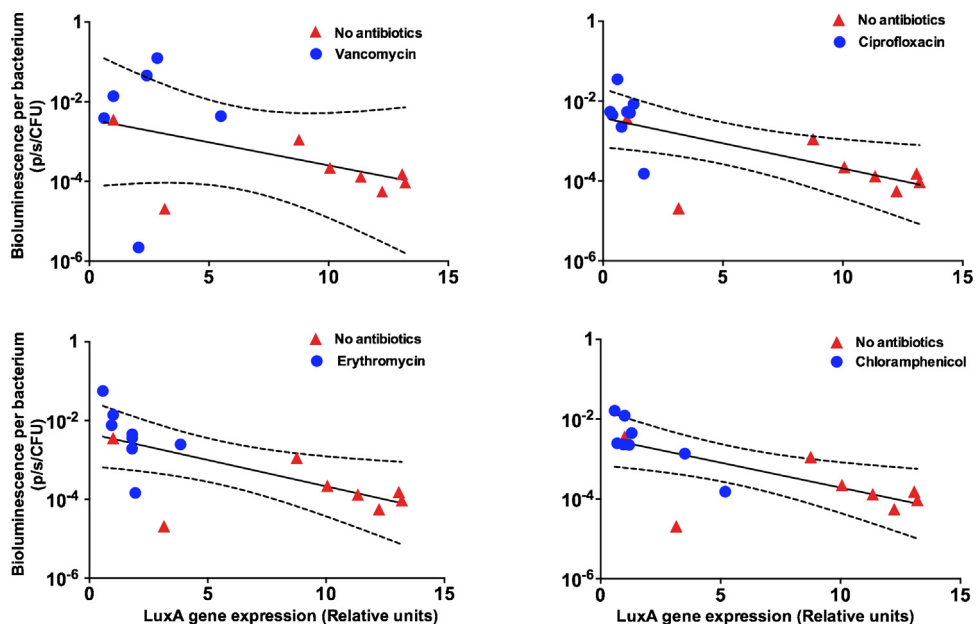 1
10-2
10-4
10-6
0
5
10
15
Bioluminescence per bacterium
(p/s/CFU)
No antibiotics
Vancomycin
1
10-2
10-4
10-6
0
5
10
15
No antibiotics
Ciprofloxacin
1
10-2
10-4
10-6
0
5
10
15
Bioluminescence per bacterium
(p/s/CFU)
LuxA gene expression (Relative units)
No antibiotics
Erythromycin
1
10-2
10-4
10-6
0
5
10
15
LuxA gene expression (Relative units)
No antibiotics
Chloramphenicol